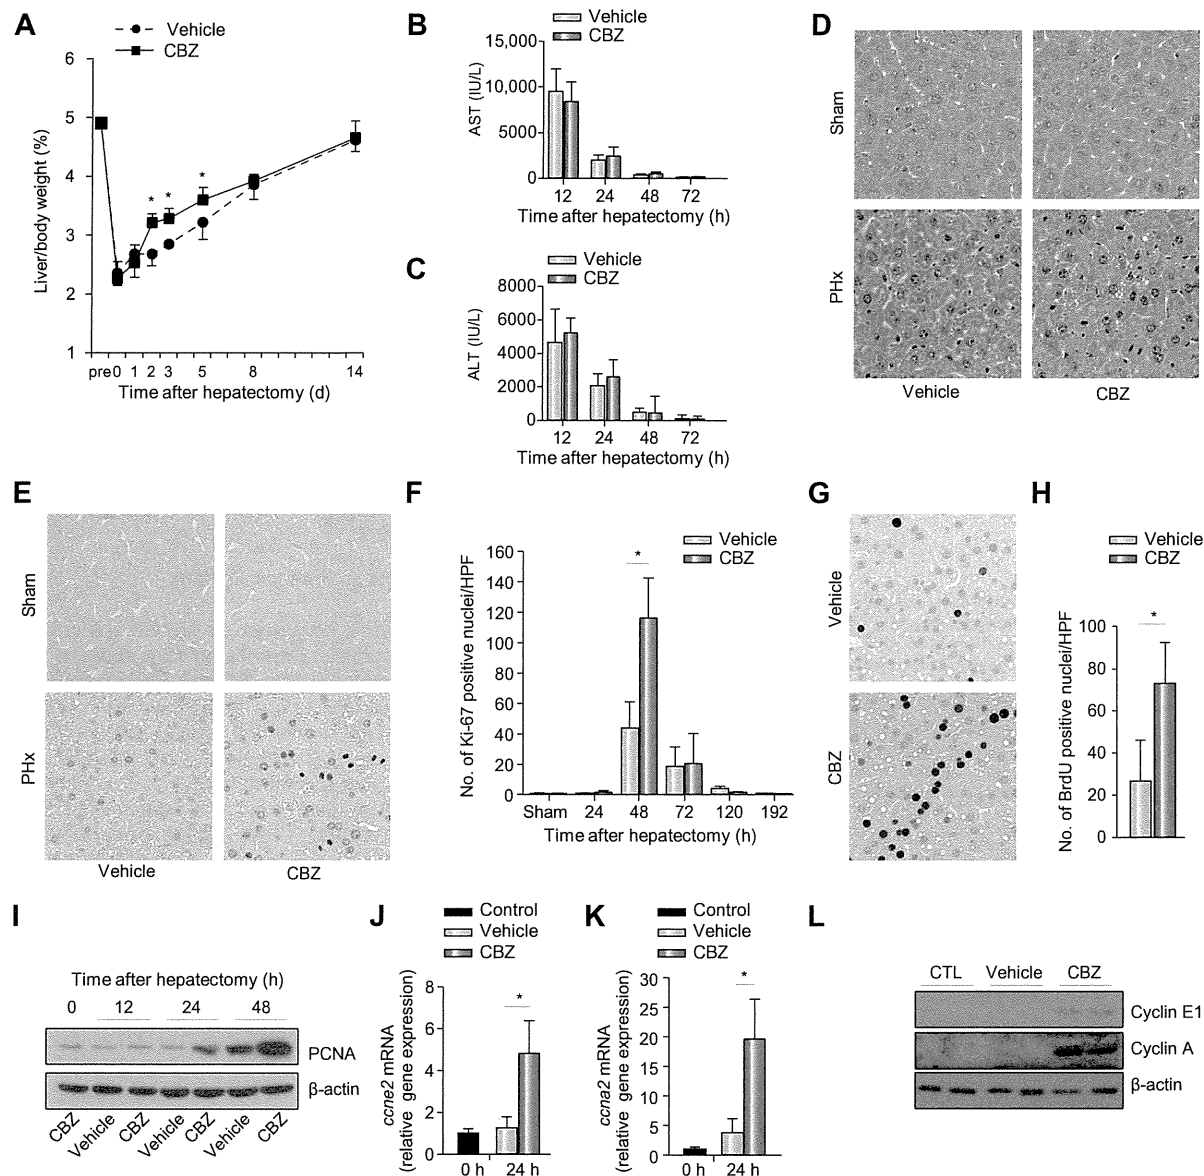 A
Vehicle
CBZ
Liver/body weight (%)
6
5
4
3
2
1
*
*
*
pre 0 1 2 3 5 8 14
Time after hepatectomy (d)
B
Vehicle
CBZ
AST (IU/L)
15,000
10,000
5000
0
12 24 48 72
Time after hepatectomy (h)
C
Vehicle
CBZ
ALT (IU/L)
8000
6000
4000
2000
0
12 24 48 72
Time after hepatectomy (h)
D
Sham
PHx
Vehicle
CBZ
E
Sham
PHx
Vehicle
CBZ
F
Vehicle
CBZ
No. of Ki-67 positive nuclei/HPF
160
140
120
100
80
60
40
20
0
*
Sham 24 48 72 120 192
Time after hepatectomy (h)
G
Vehicle
CBZ
H
Vehicle
CBZ
No. of BrdU positive nuclei/HPF
100
80
60
40
20
0
*
I
Time after hepatectomy (h)
0 12 24 48
PCNA
β-actin
CBZ Vehicle CBZ Vehicle CBZ Vehicle CBZ
J
Control
Vehicle
CBZ
ccne2 mRNA
(relative gene expression)
8
6
4
2
0
*
0 h 24 h
K
Control
Vehicle
CBZ
ccna2 mRNA
(relative gene expression)
30
25
20
15
10
5
0
*
0 h 24 h
L
CTL Vehicle CBZ
Cyclin E1
Cyclin A
β-actin